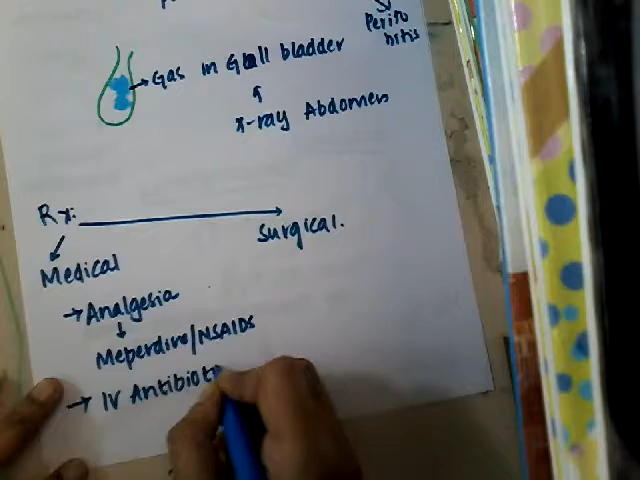 Perito
nitis
Gas in Gall bladder
x-ray Abdomen
Rx:
Surgical.
Medical
→ Analgesia
Meperdine/NSAIDS
→ IV Antibiot